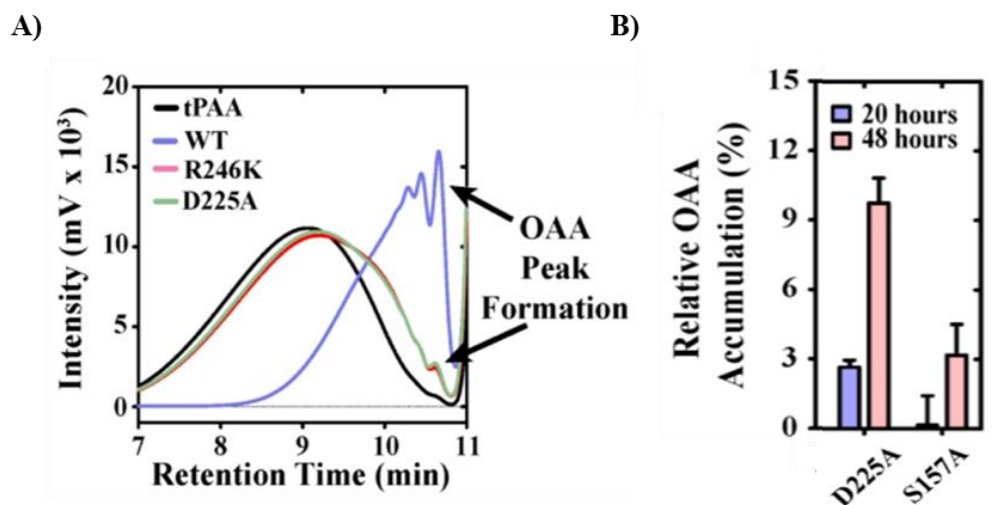 A)
20
15
10
5
0
Intensity (mV x 10³)
tPAA
WT
R246K
D225A
OAA
Peak
Formation
7 8 9 10 11
Retention Time (min)
B)
15
12
9
6
3
0
Relative OAA
Accumulation (%)
20 hours
48 hours
D225A S157A